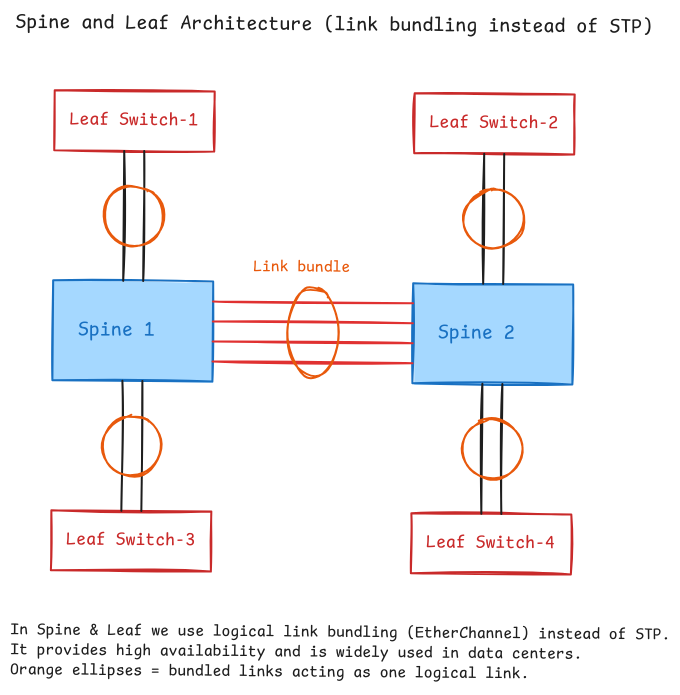 Spine and Leaf Architecture (link bundling instead of STP)
Leaf Switch-1
Leaf Switch-2
Link bundle
Spine 1
Spine 2
Leaf Switch-3
Leaf Switch-4
In Spine & Leaf we use logical link bundling (EtherChannel) instead of STP.
It provides high availability and is widely used in data centers.
Orange ellipses = bundled links acting as one logical link.